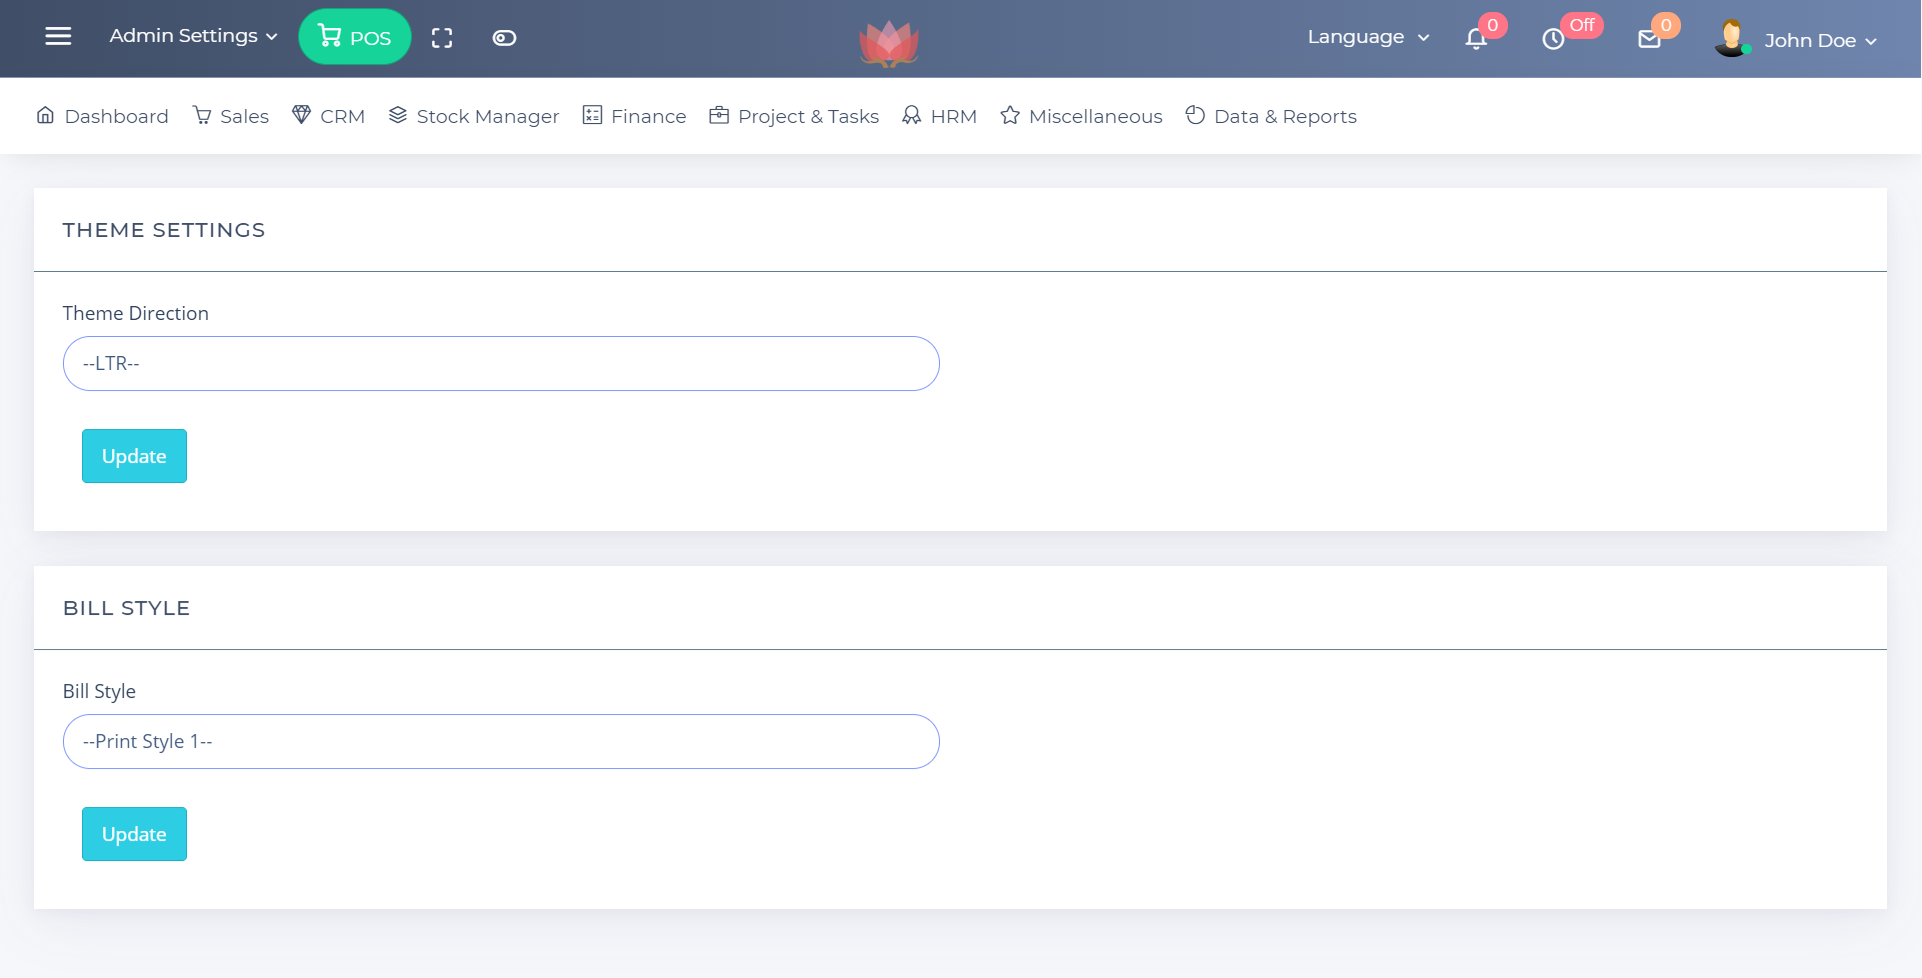 Admin Settings POS Language 0 Off 0 John Doe
Dashboard Sales CRM Stock Manager Finance Project & Tasks HRM Miscellaneous Data & Reports
THEME SETTINGS
Theme Direction
--LTR--
Update
BILL STYLE
Bill Style
--Print Style 1--
Update